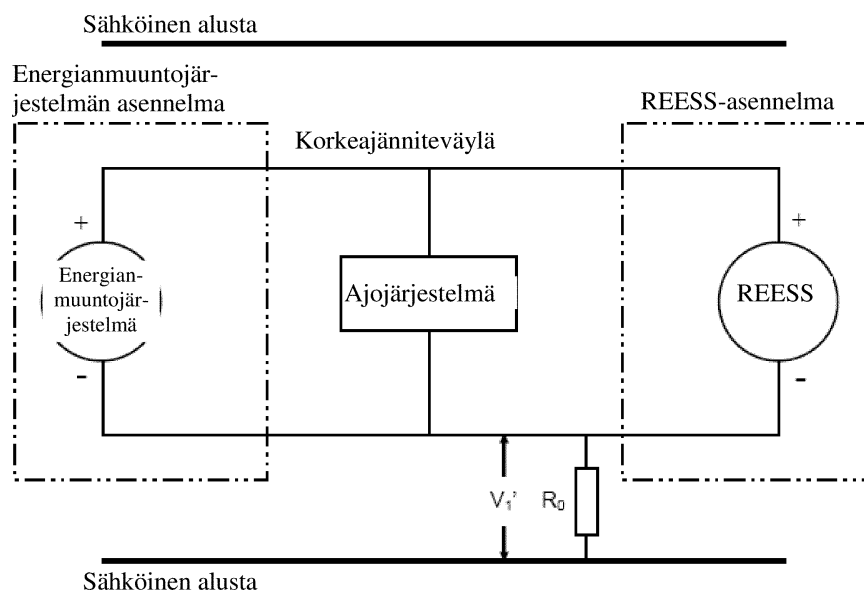 Sähköinen alusta
Energianmuuntojär-
jestelmän asennelma
REESS-asennelma
Korkeajänniteväylä
+
+
Energian-
muuntojär-
jestelmä
Ajojärjestelmä
REESS
-
-
V₁' R₀
Sähköinen alusta